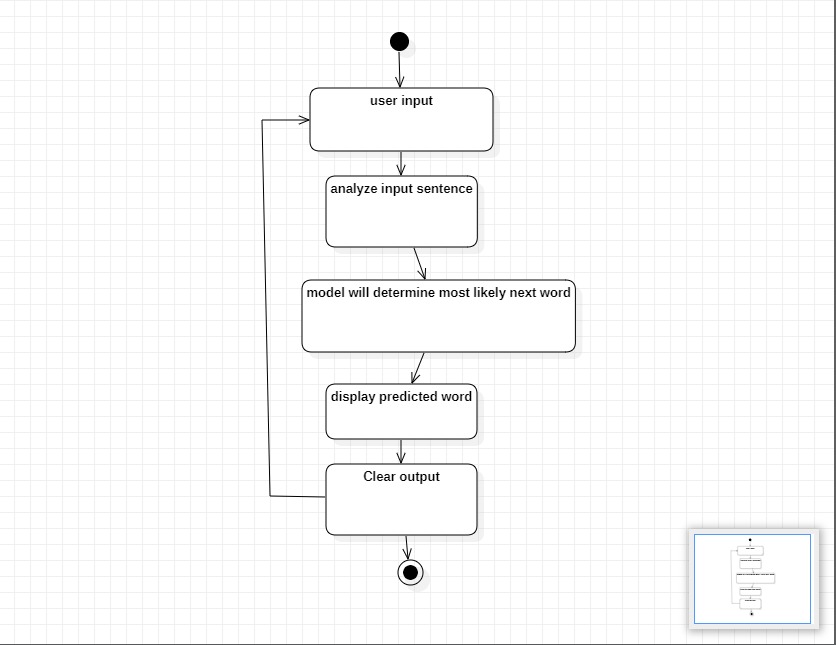 user input
analyze input sentence
model will determine most likely next word
display predicted word
Clear output